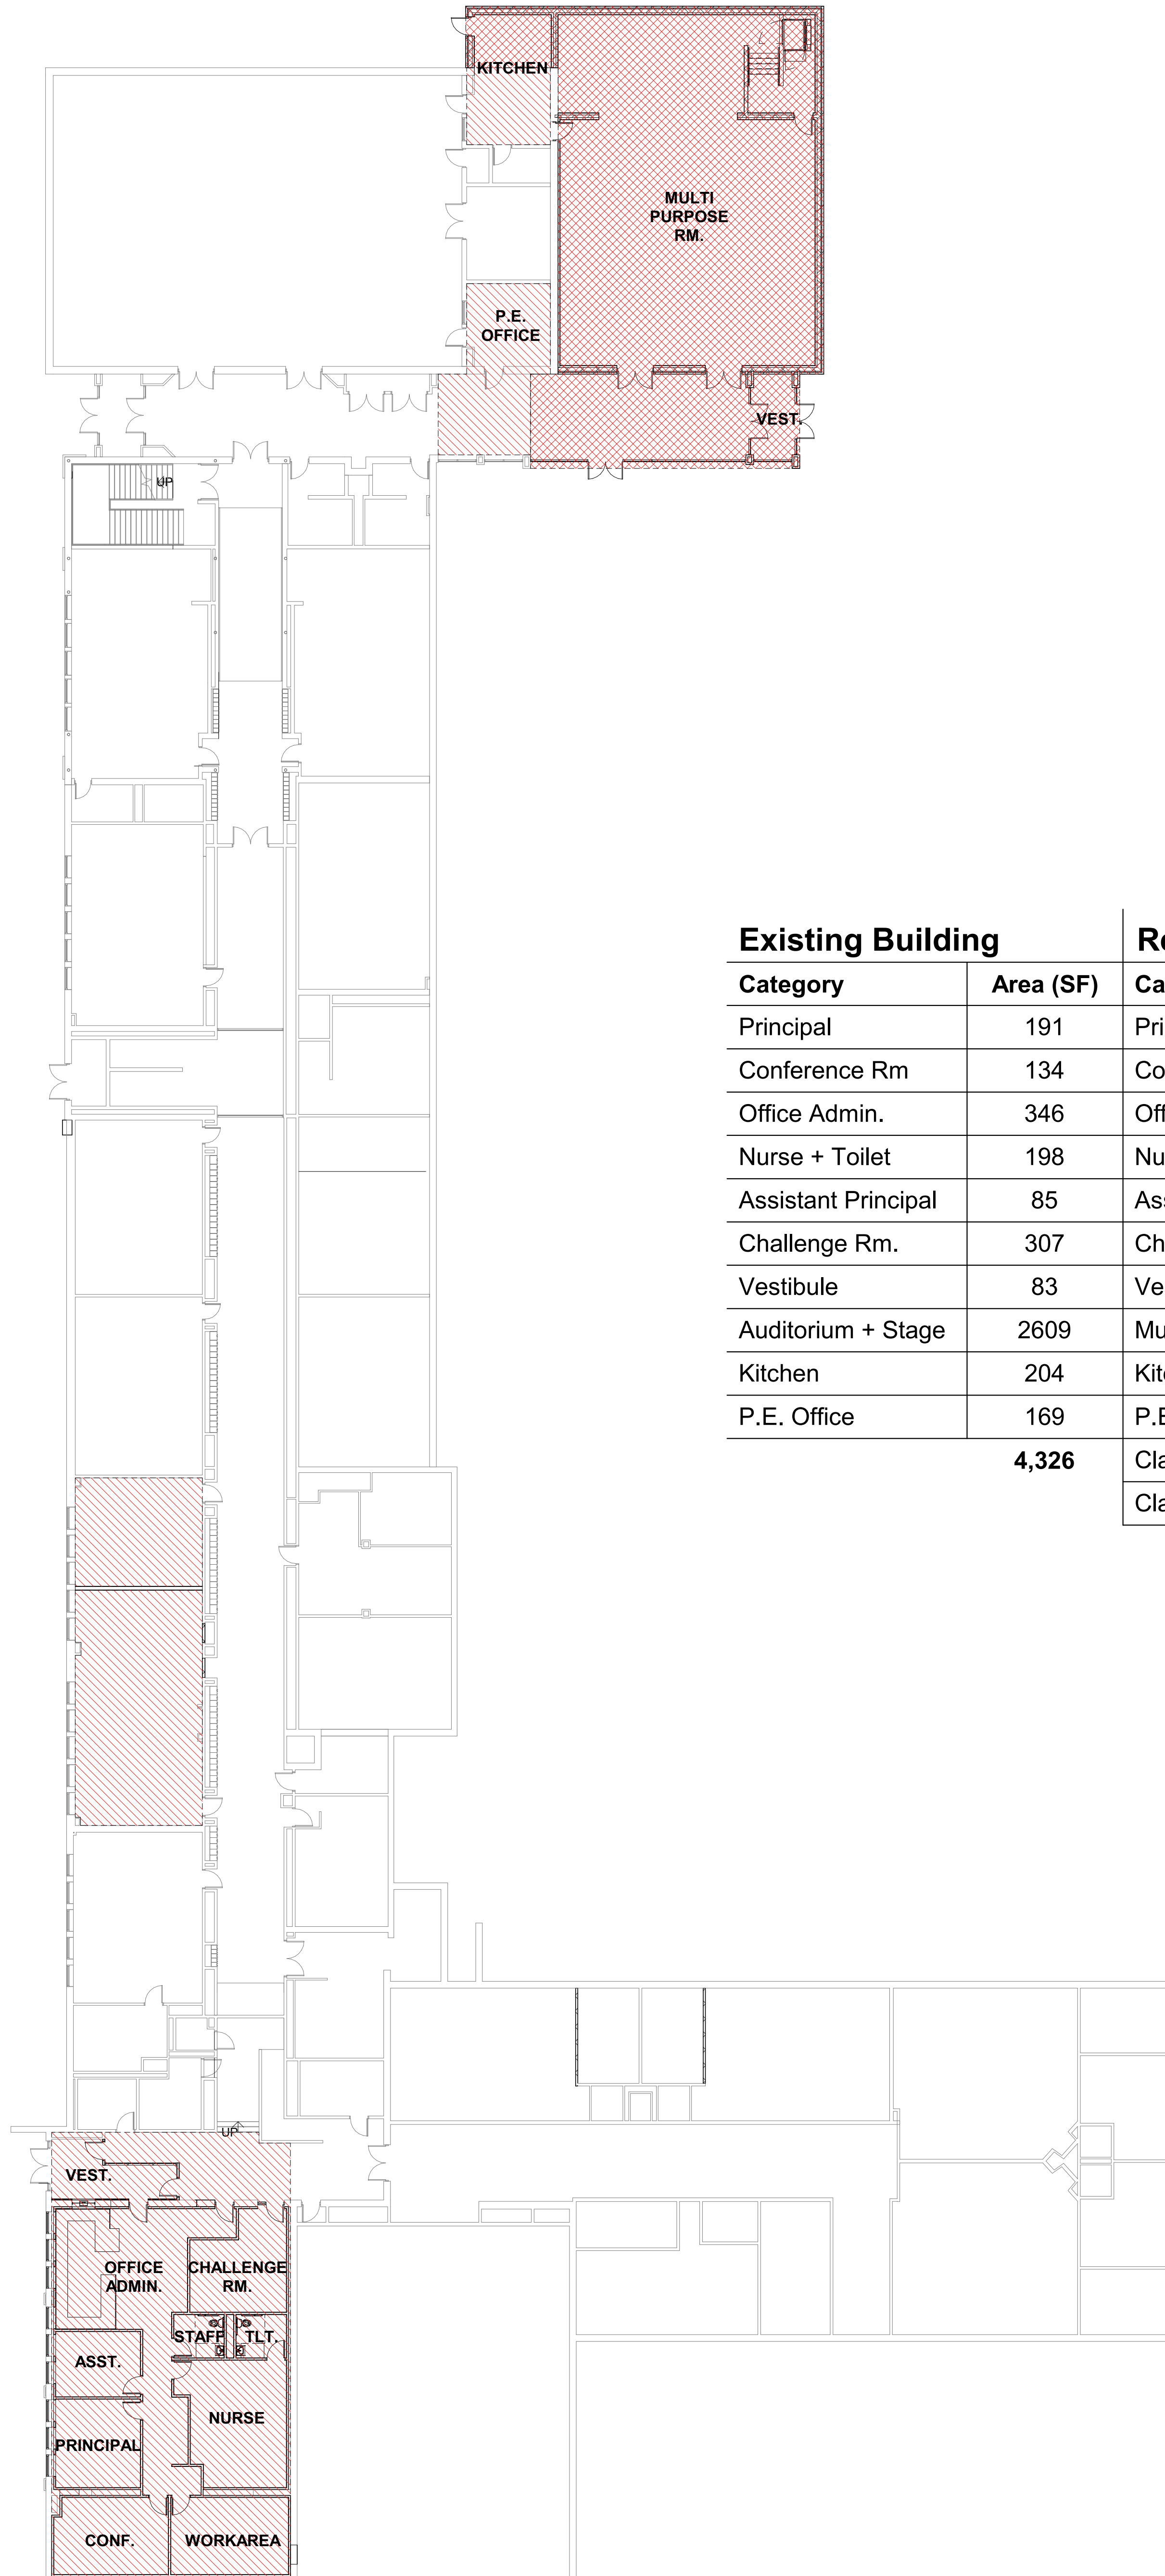 KITCHEN
MULTI
PURPOSE
RM.
P.E.
OFFICE
VEST.
UP
Existing Building
Category Area (SF)
Principal 191
Conference Rm 134
Office Admin. 346
Nurse + Toilet 198
Assistant Principal 85
Challenge Rm. 307
Vestibule 83
Auditorium + Stage 2609
Kitchen 204
P.E. Office 169
4,326
UP
VEST.
OFFICE
ADMIN.
CHALLENGE
RM.
STAFF TLT.
ASST.
NURSE
PRINCIPAL
CONF. WORKAREA